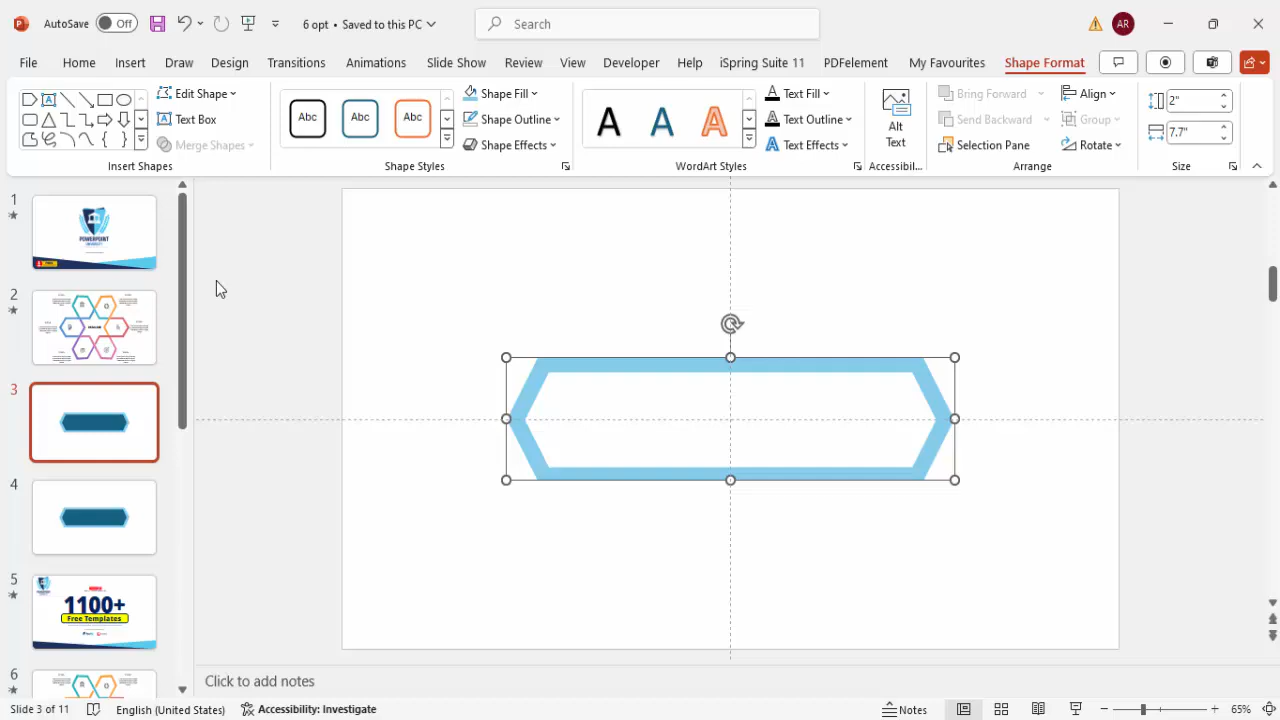 AutoSave Off 6 opt • Saved to this PC Search AR
File Home Insert Draw Design Transitions Animations Slide Show Review View Developer Help iSpring Suite 11 PDFelement My Favourites Shape Format
Edit Shape
Text Box
Merge Shapes
Insert Shapes
Abc Abc Abc
Shape Fill
Shape Outline
Shape Effects
Shape Styles
A A A
Text Fill
Text Outline
Text Effects
WordArt Styles
Alt
Text
Accessibil...
Bring Forward
Send Backward
Selection Pane
Align
Group
Rotate
Arrange
2"
7.7"
Size
1
POWERPOINT
UNIVERSITY
2
3
4
5
1100+
Free Templates
6
Click to add notes
Slide 3 of 11 English (United States) Accessibility: Investigate Notes 65%